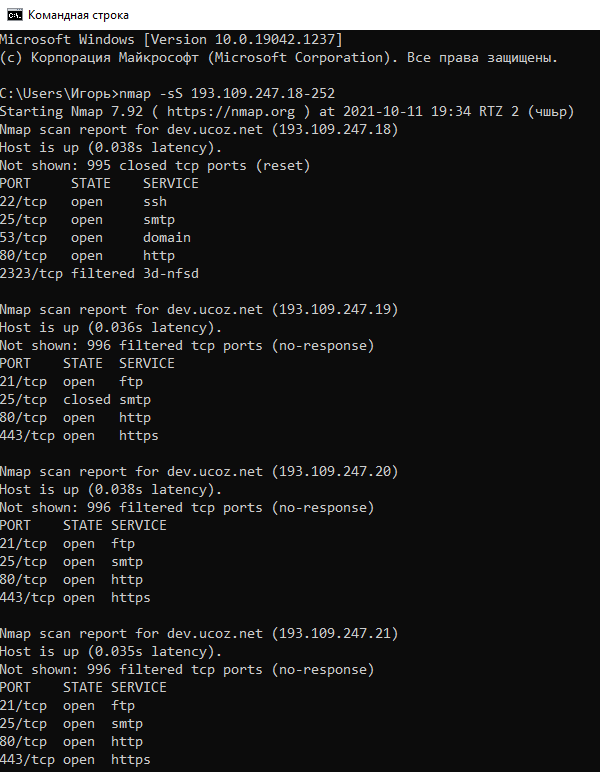 Командная строка
Microsoft Windows [Version 10.0.19042.1237]
(c) Корпорация Майкрософт (Microsoft Corporation). Все права защищены.
C:\Users\Игорь>nmap -sS 193.109.247.18-252
Starting Nmap 7.92 ( https://nmap.org ) at 2021-10-11 19:34 RTZ 2 (чшьр)
Nmap scan report for dev.ucoz.net (193.109.247.18)
Host is up (0.038s latency).
Not shown: 995 closed tcp ports (reset)
PORT STATE SERVICE
22/tcp open ssh
25/tcp open smtp
53/tcp open domain
80/tcp open http
2323/tcp filtered 3d-nfsd
Nmap scan report for dev.ucoz.net (193.109.247.19)
Host is up (0.036s latency).
Not shown: 996 filtered tcp ports (no-response)
PORT STATE SERVICE
21/tcp open ftp
25/tcp closed smtp
80/tcp open http
443/tcp open https
Nmap scan report for dev.ucoz.net (193.109.247.20)
Host is up (0.038s latency).
Not shown: 996 filtered tcp ports (no-response)
PORT STATE SERVICE
21/tcp open ftp
25/tcp open smtp
80/tcp open http
443/tcp open https
Nmap scan report for dev.ucoz.net (193.109.247.21)
Host is up (0.035s latency).
Not shown: 996 filtered tcp ports (no-response)
PORT STATE SERVICE
21/tcp open ftp
25/tcp open smtp
80/tcp open http
443/tcp open https